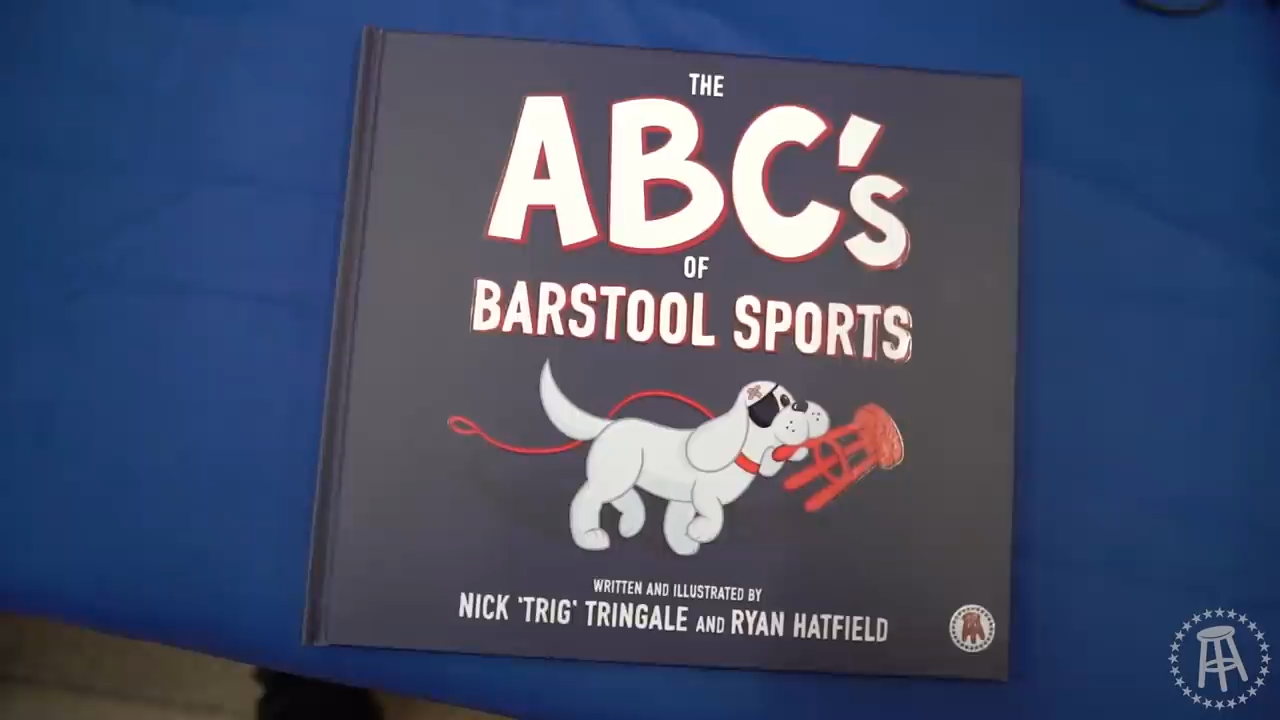 THE
ABC's
OF
BARSTOOL SPORTS
WRITTEN AND ILLUSTRATED BY
NICK 'TRIG' TRINGALE AND RYAN HATFIELD